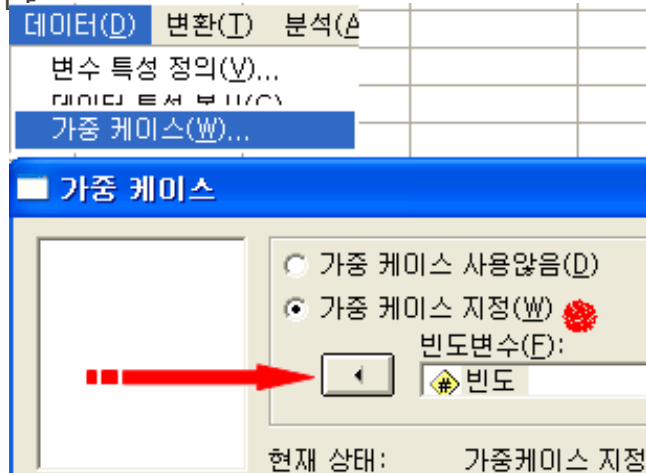 데이터(D) 변환(T) 분석(A
변수 특성 정의(V)...
가중 케이스(W)...
가중 케이스
가중 케이스 사용않음(D)
가중 케이스 지정(W)
빈도변수(F):
빈도
현재 상태: 가중케이스 지정